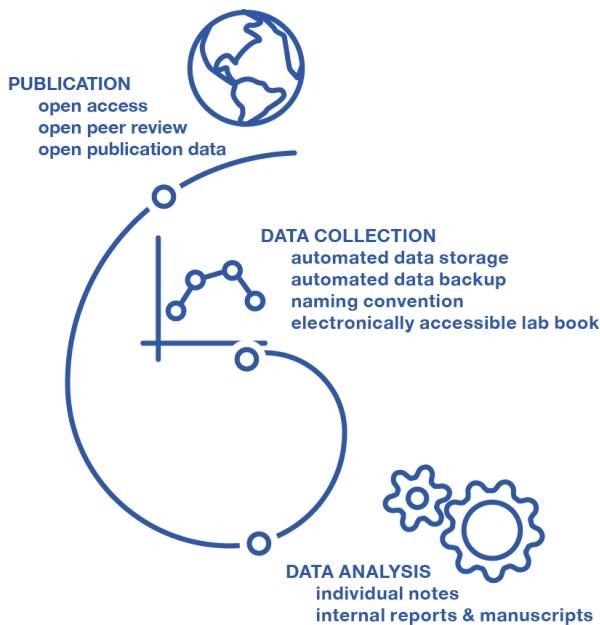 PUBLICATION
open access
open peer review
open publication data
DATA COLLECTION
automated data storage
automated data backup
naming convention
electronically accessible lab book
DATA ANALYSIS
individual notes
internal reports & manuscripts